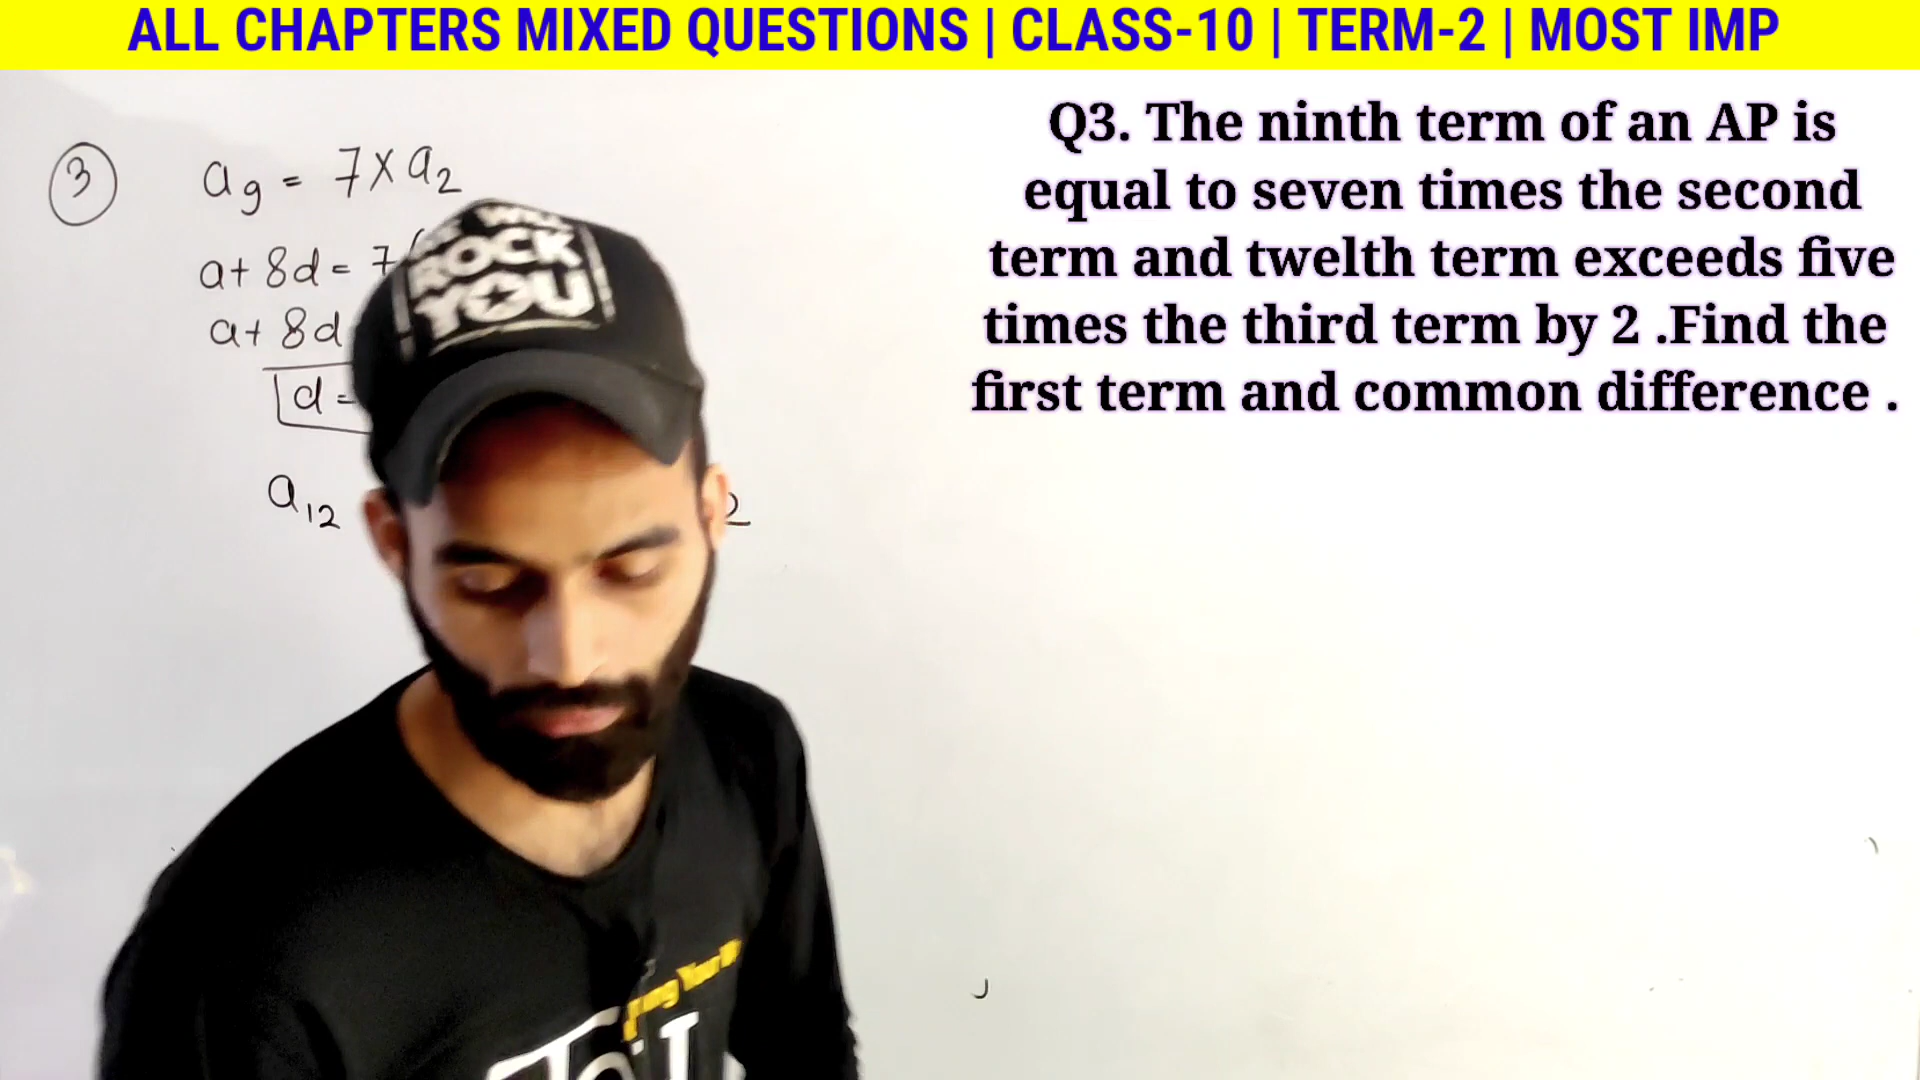 ALL CHAPTERS MIXED QUESTIONS | CLASS-10 | TERM-2 | MOST IMP
Q3. The ninth term of an AP is
equal to seven times the second
term and twelth term exceeds five
times the third term by 2 .Find the
first term and common difference .
3
a9 = 7 X a2
a + 8d = 7(
a + 8d
d =
a12
2
ROCK
YOU